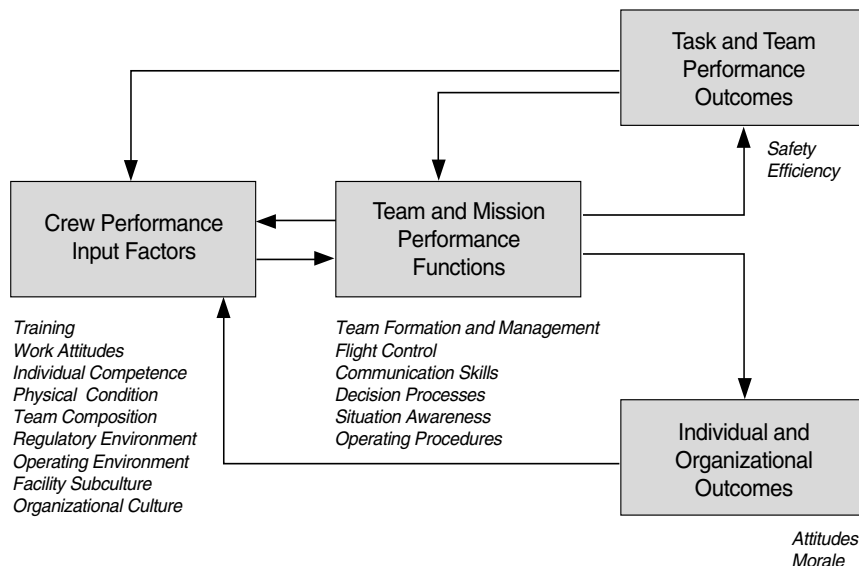 Task and Team
Performance
Outcomes
Safety
Efficiency
Crew Performance
Input Factors
Team and Mission
Performance
Functions
Training
Work Attitudes
Individual Competence
Physical Condition
Team Composition
Regulatory Environment
Operating Environment
Facility Subculture
Organizational Culture
Team Formation and Management
Flight Control
Communication Skills
Decision Processes
Situation Awareness
Operating Procedures
Individual and
Organizational
Outcomes
Attitudes
Morale